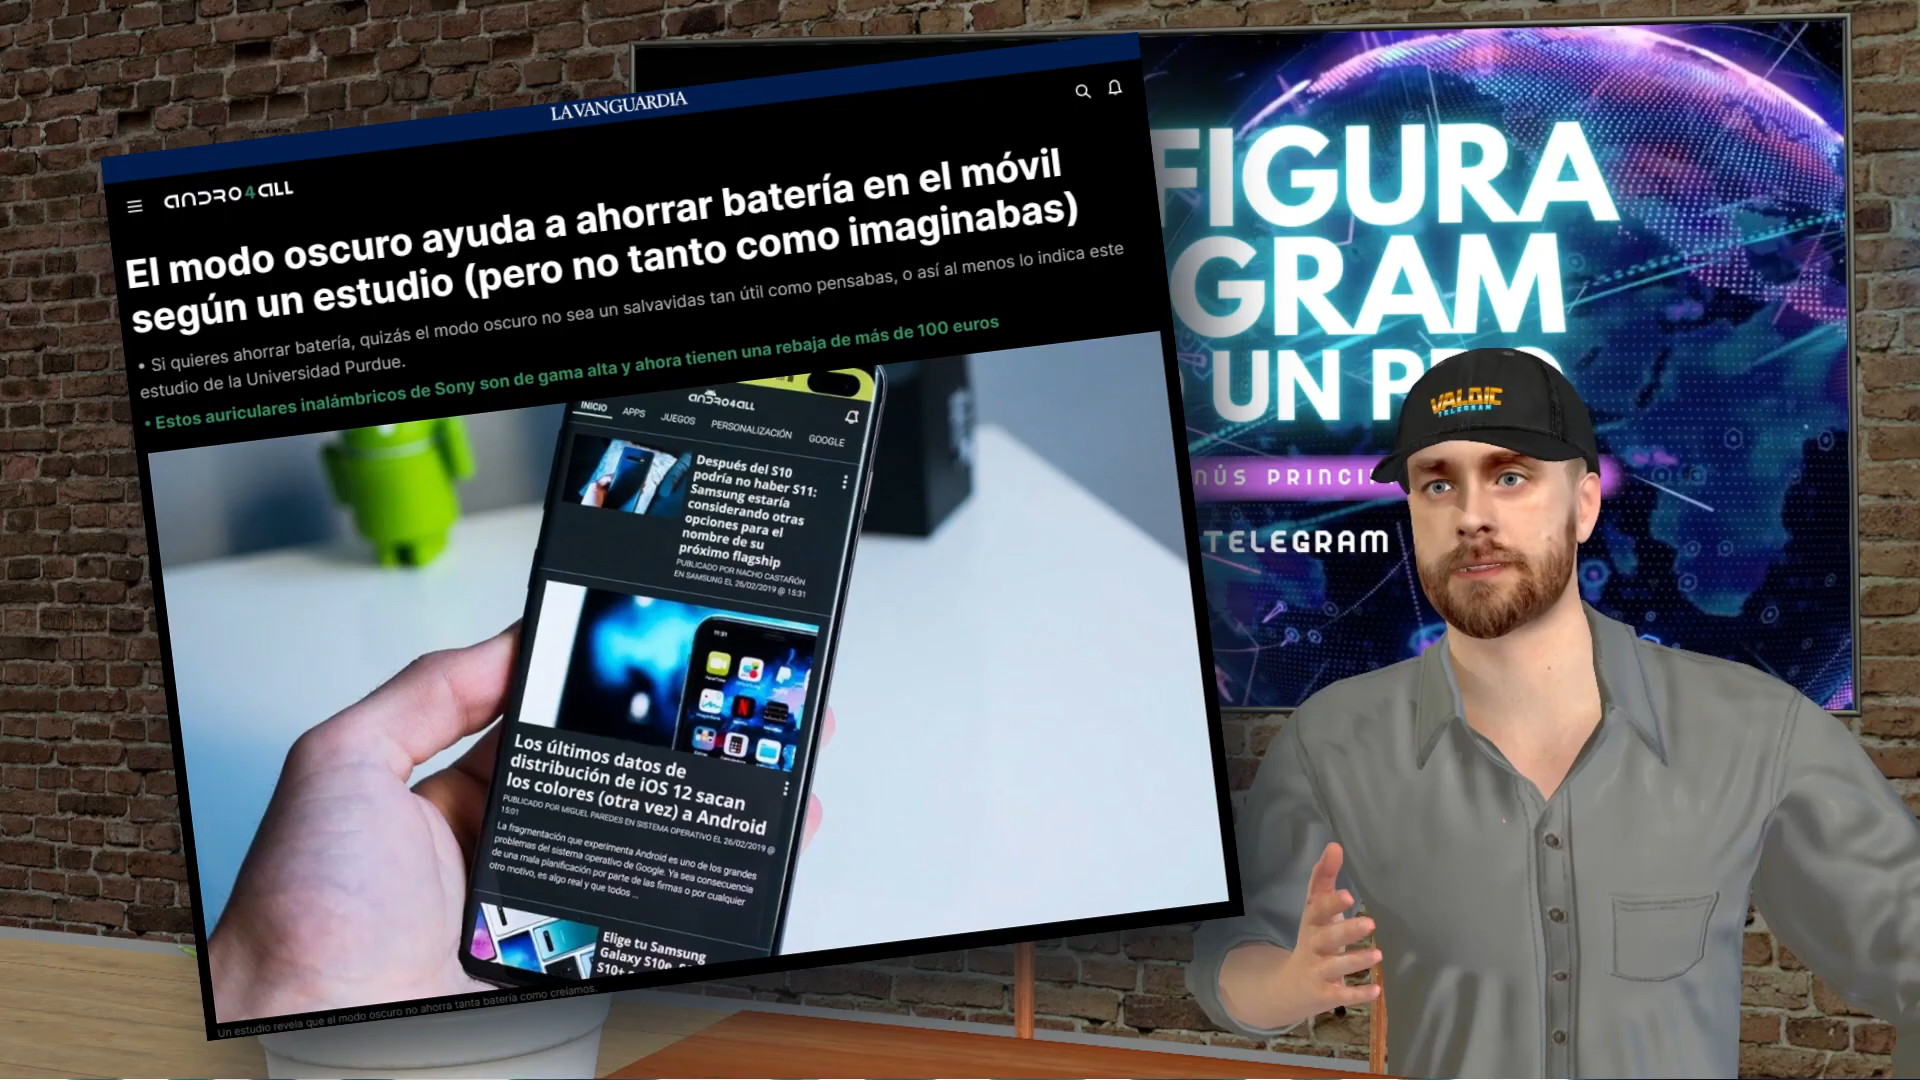 LAVANGUARDIA
ANDRO4ALL
El modo oscuro ayuda a ahorrar batería en el móvil
según un estudio (pero no tanto como imaginabas)
• Si quieres ahorrar batería, quizás el modo oscuro no sea un salvavidas tan útil como pensabas, o así al menos lo indica este
estudio de la Universidad Purdue.
• Estos auriculares inalámbricos de Sony son de gama alta y ahora tienen una rebaja de más de 100 euros
ANDRO4ALL
INICIO APPS JUEGOS PERSONALIZACIÓN GOOGLE
Después del S10
podría no haber S11:
Samsung estaría
considerando otras
opciones para el
nombre de su
próximo flagship
PUBLICADO POR NACHO CASTAÑÓN
EN SAMSUNG EL 26/02/2019 @ 15:31
Los últimos datos de
distribución de iOS 12 sacan
los colores (otra vez) a Android
PUBLICADO POR MIGUEL PAREDES EN SISTEMA OPERATIVO EL 26/02/2019 @
15:01
La fragmentación que experimenta Android es uno de los grandes
problemas del sistema operativo de Google. Ya sea consecuencia
de una mala planificación por parte de las firmas o por cualquier
otro motivo, es algo real y que todos ...
Elige tu Samsung
Galaxy S10e,
S10+
Un estudio revela que el modo oscuro no ahorra tanta batería como creíamos.
FIGURA
GRAM
UN
NÚS PRINCI
TELEGRAM
VALDIC
TELEGRAM